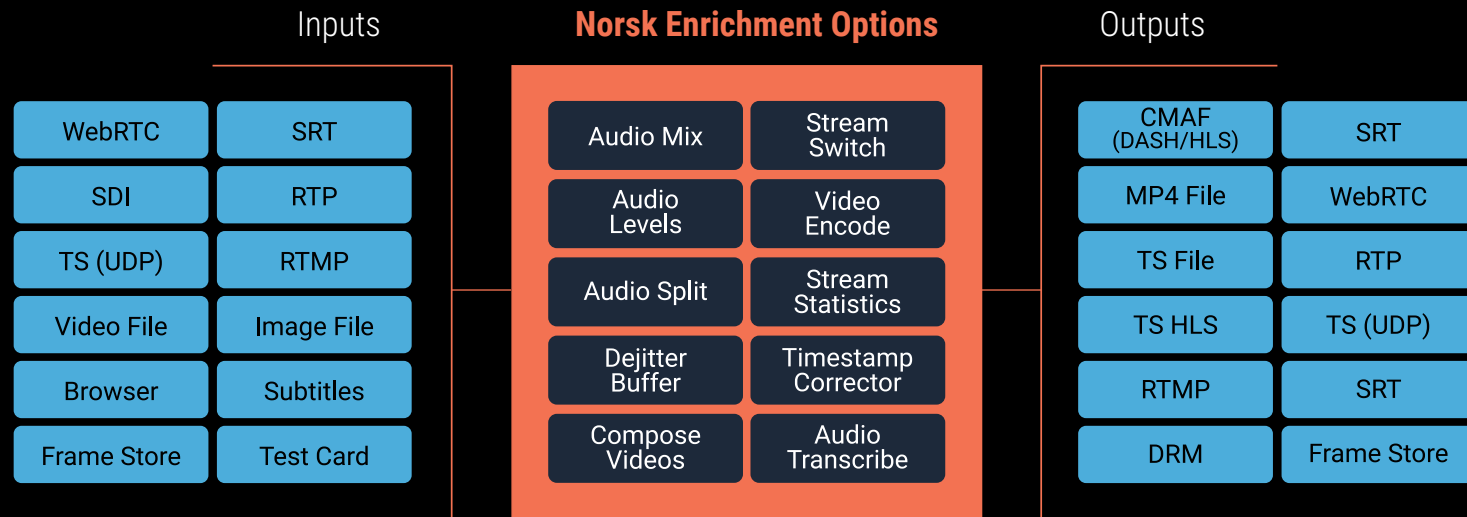 Inputs
Norsk Enrichment Options
Outputs
WebRTC
SRT
SDI
RTP
TS (UDP)
RTMP
Video File
Image File
Browser
Subtitles
Frame Store
Test Card
Audio Mix
Stream
Switch
Audio
Levels
Video
Encode
Audio Split
Stream
Statistics
Dejitter
Buffer
Timestamp
Corrector
Compose
Videos
Audio
Transcribe
CMAF
(DASH/HLS)
SRT
MP4 File
WebRTC
TS File
RTP
TS HLS
TS (UDP)
RTMP
SRT
DRM
Frame Store